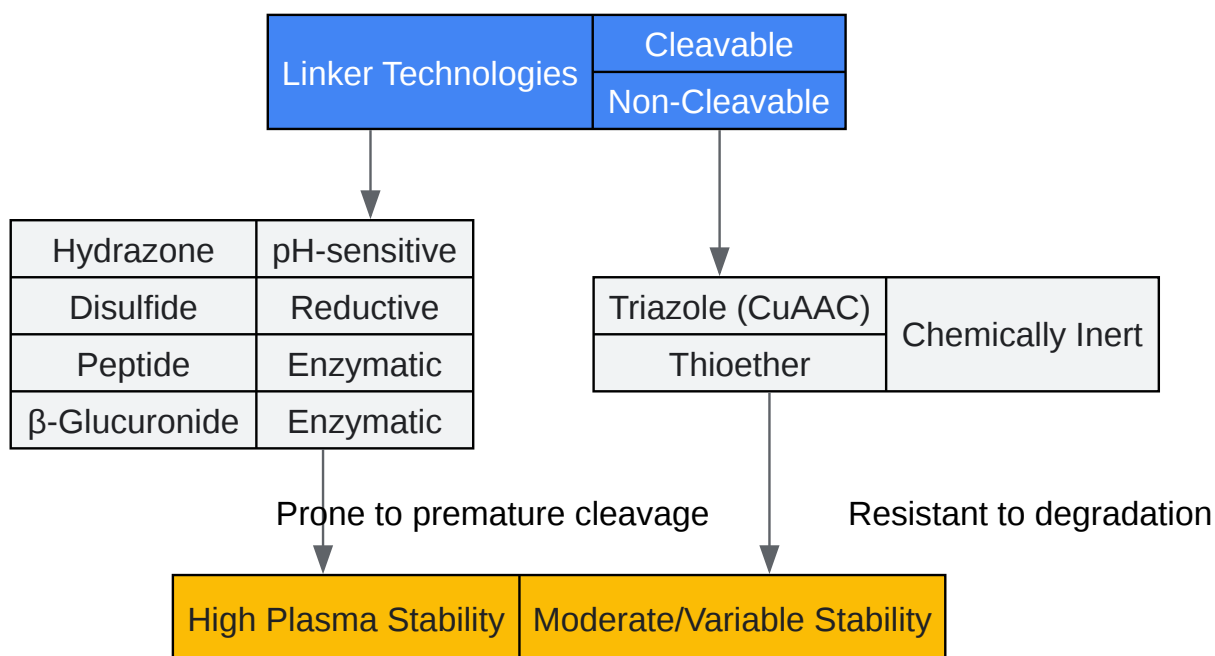 Linker Technologies
Cleavable
Non-Cleavable
Hydrazone
pH-sensitive
Disulfide
Reductive
Peptide
Enzymatic
β-Glucuronide
Enzymatic
Triazole (CuAAC)
Thioether
Chemically Inert
Prone to premature cleavage
Resistant to degradation
High Plasma Stability
Moderate/Variable Stability